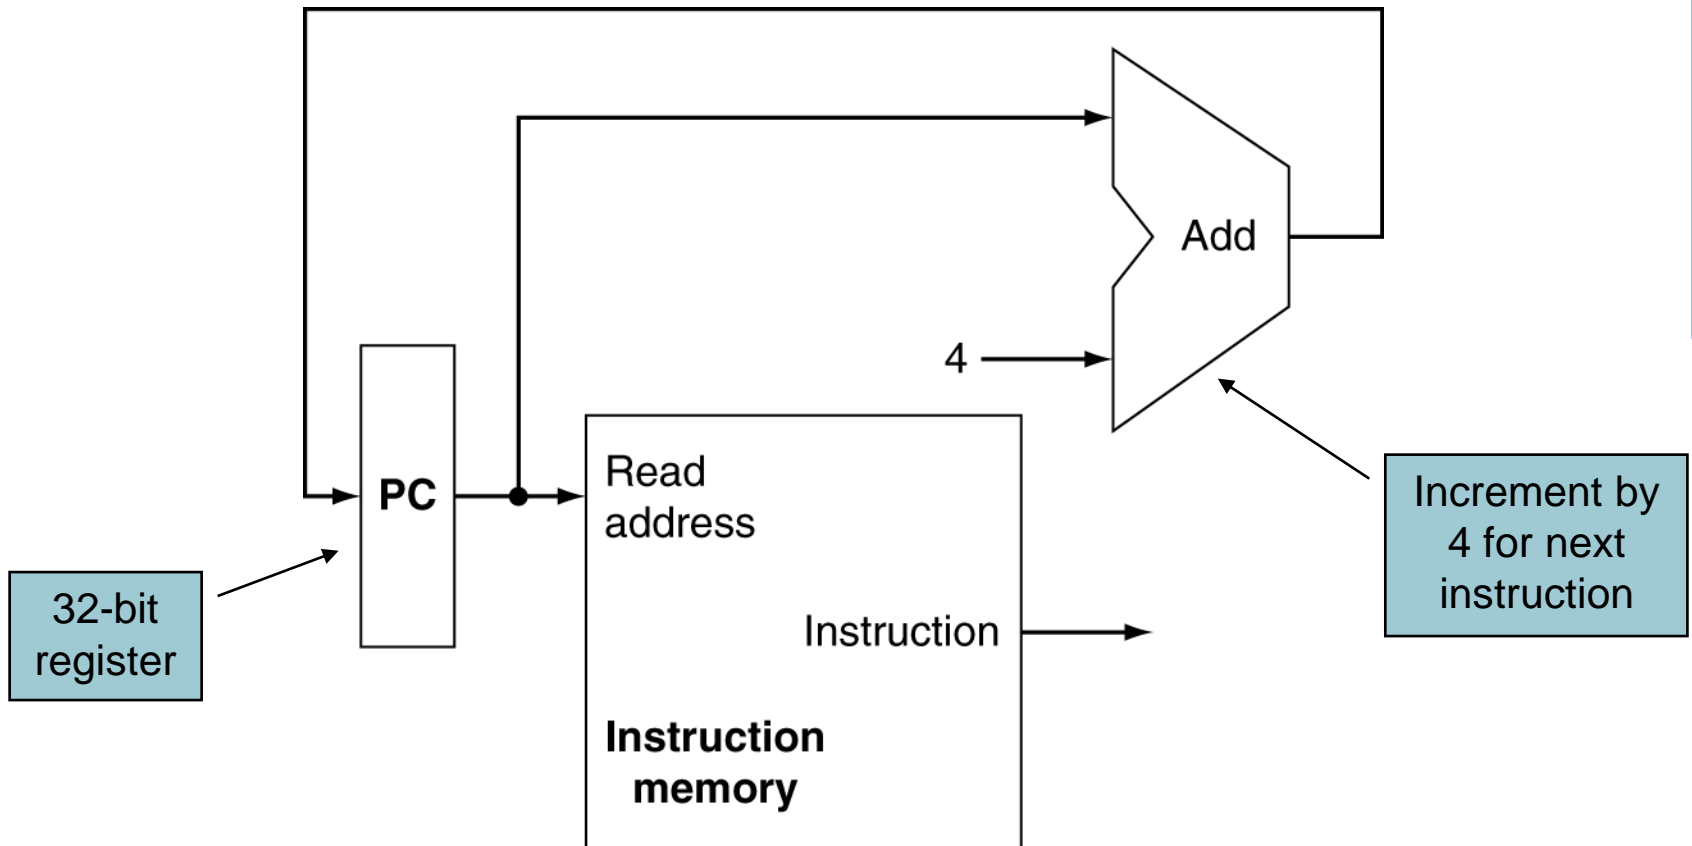 Add
4
PC
Read
address
Increment by
4 for next
instruction
32-bit
register
Instruction
Instruction
memory